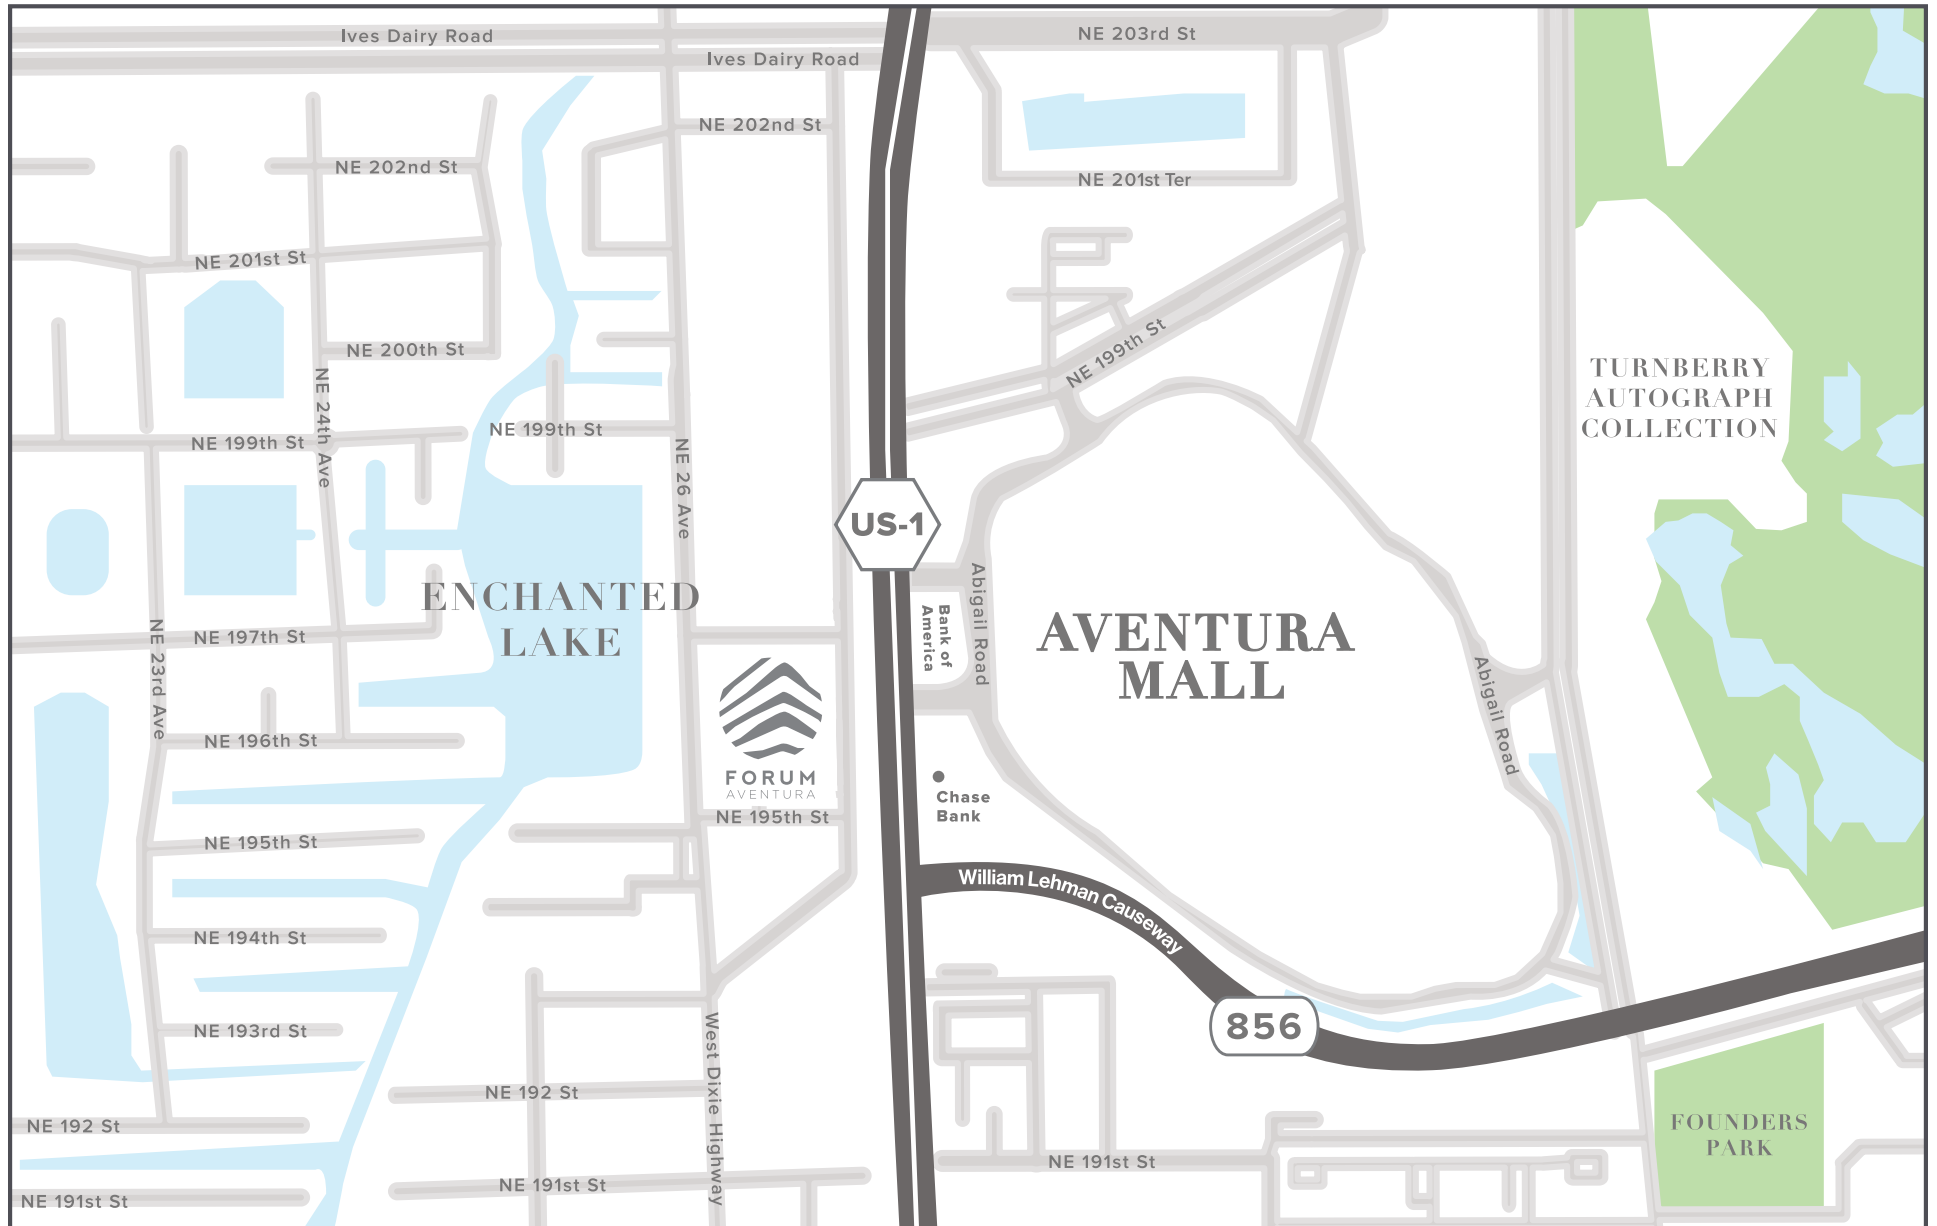 Ives Dairy Road
NE 203rd St
Ives Dairy Road
NE 202nd St
NE 202nd St
NE 201st Ter
NE 201st St
NE 200th St
NE 199th St
TURNBERRY
AUTOGRAPH
COLLECTION
NE 24th Ave
NE 199th St
NE 199th St
NE 26 Ave
US-1
ENCHANTED
LAKE
Abigail Road
Bank of
America
AVENTURA
MALL
NE 197th St
NE 23rd Ave
Abigail Road
NE 196th St
FORUM
AVENTURA
Chase
Bank
NE 195th St
NE 195th St
William Lehman Causeway
NE 194th St
856
NE 193rd St
West Dixie Highway
NE 192 St
NE 192 St
FOUNDERS
PARK
NE 191st St
NE 191st St
NE 191st St